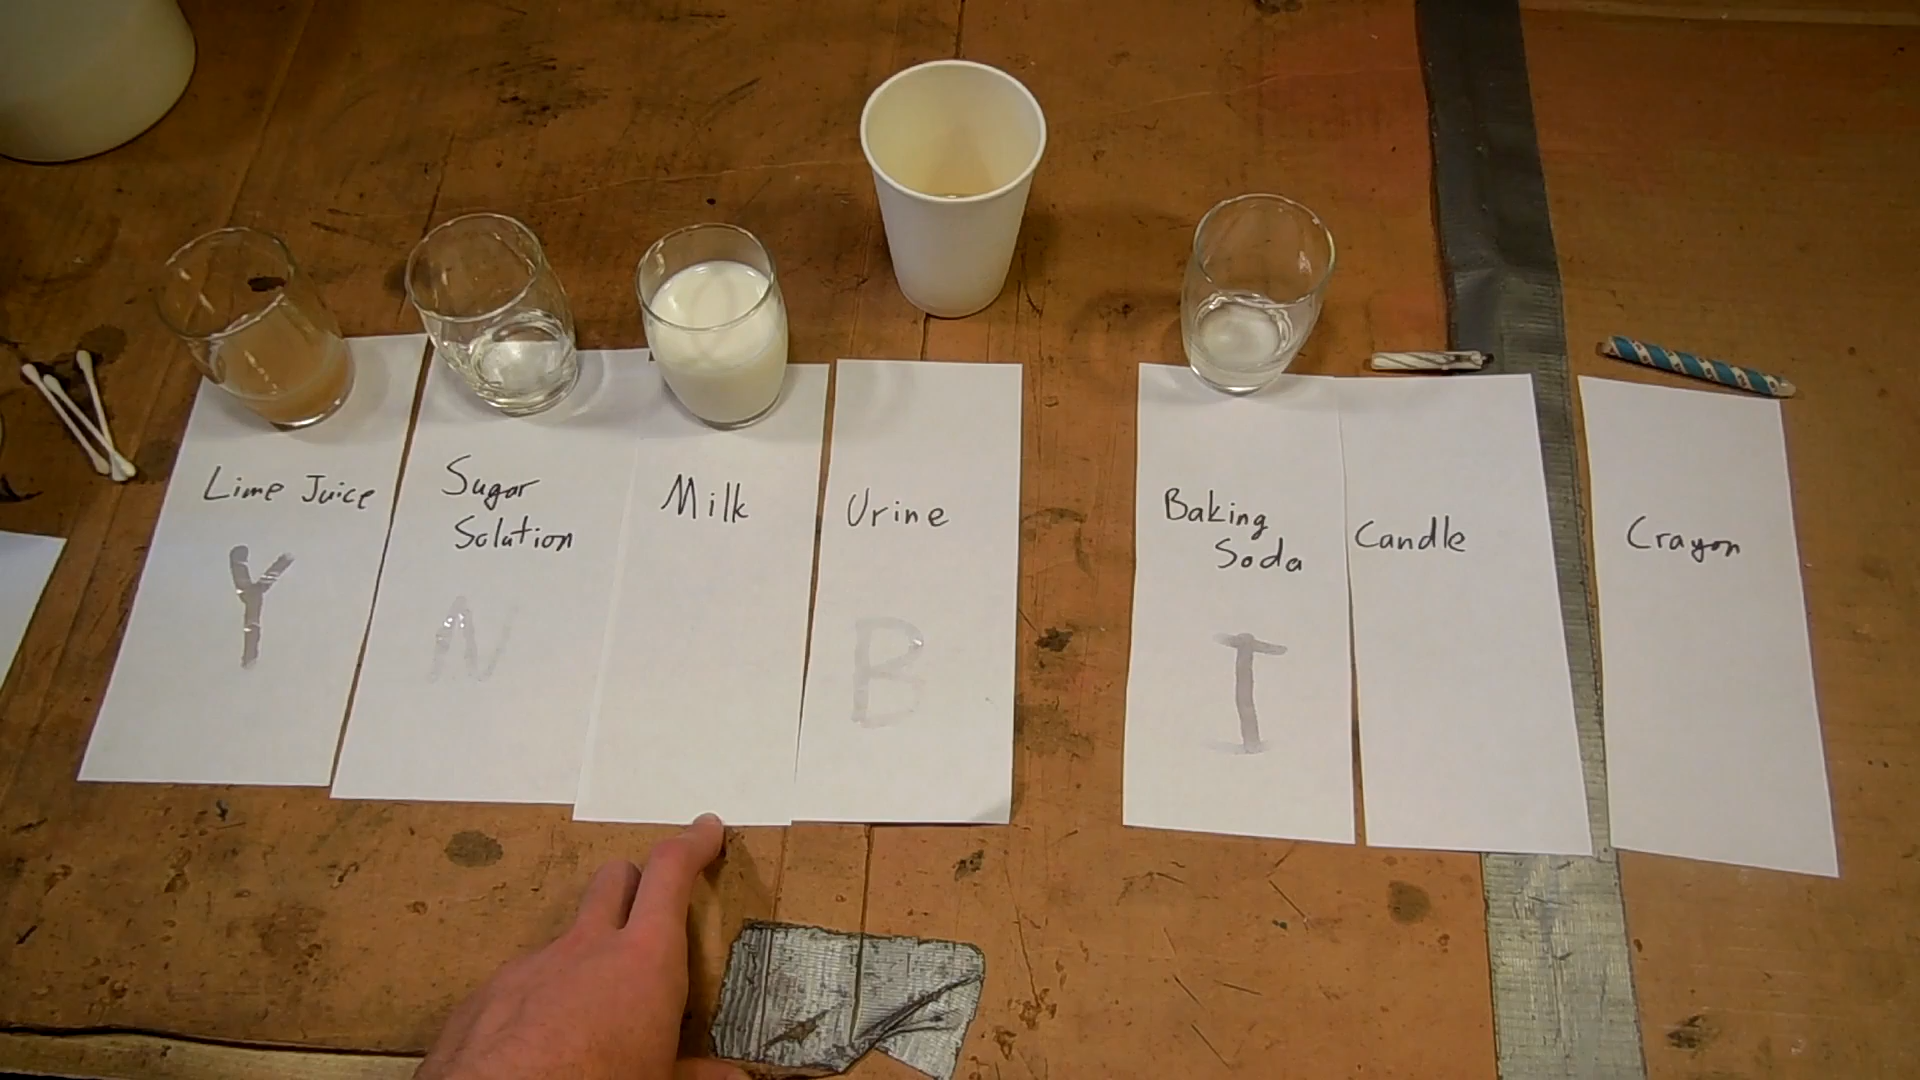 Lime Juice
Y
Sugar
Solution
N
Milk
Urine
B
Baking
Soda
I
Candle
Crayon